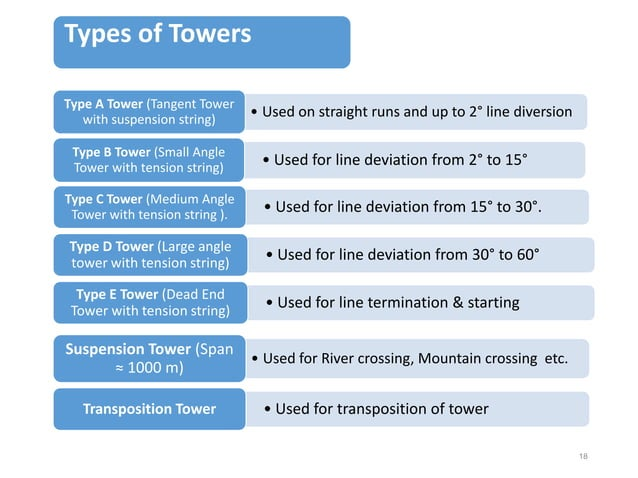 Types of Towers
Type A Tower (Tangent Tower
with suspension string)
• Used on straight runs and up to 2° line diversion
Type B Tower (Small Angle
Tower with tension string)
• Used for line deviation from 2° to 15°
Type C Tower (Medium Angle
Tower with tension string ).
• Used for line deviation from 15° to 30°.
Type D Tower (Large angle
tower with tension string)
• Used for line deviation from 30° to 60°
Type E Tower (Dead End
Tower with tension string)
• Used for line termination & starting
Suspension Tower (Span
≈ 1000 m)
• Used for River crossing, Mountain crossing etc.
Transposition Tower
• Used for transposition of tower
18